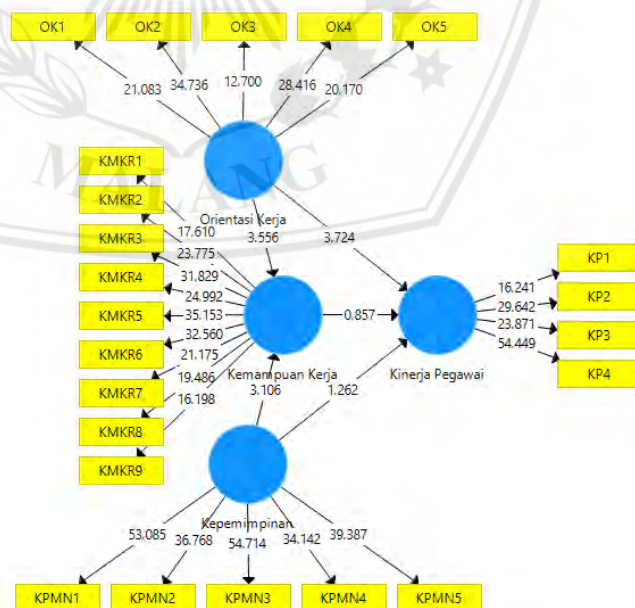 OK1 OK2 OK3 OK4 OK5
21.083 34.736 12.700 28.416 20.170
MALANG
Orientasi Kerja
3.556 3.724
KMKR1
KMKR2
KMKR3
KMKR4
KMKR5
KMKR6
KMKR7
KMKR8
KMKR9
17.610
23.775
31.829
24.992
35.153
32.560
21.175
19.486
16.198
0.857
Kemampuan Kerja
Kinerja Pegawai
16.241
29.642
23.871
54.449
KP1
KP2
KP3
KP4
3.106 1.262
Kepemimpinan
53.085 36.768 54.714 34.142 39.387
KPMN1 KPMN2 KPMN3 KPMN4 KPMN5